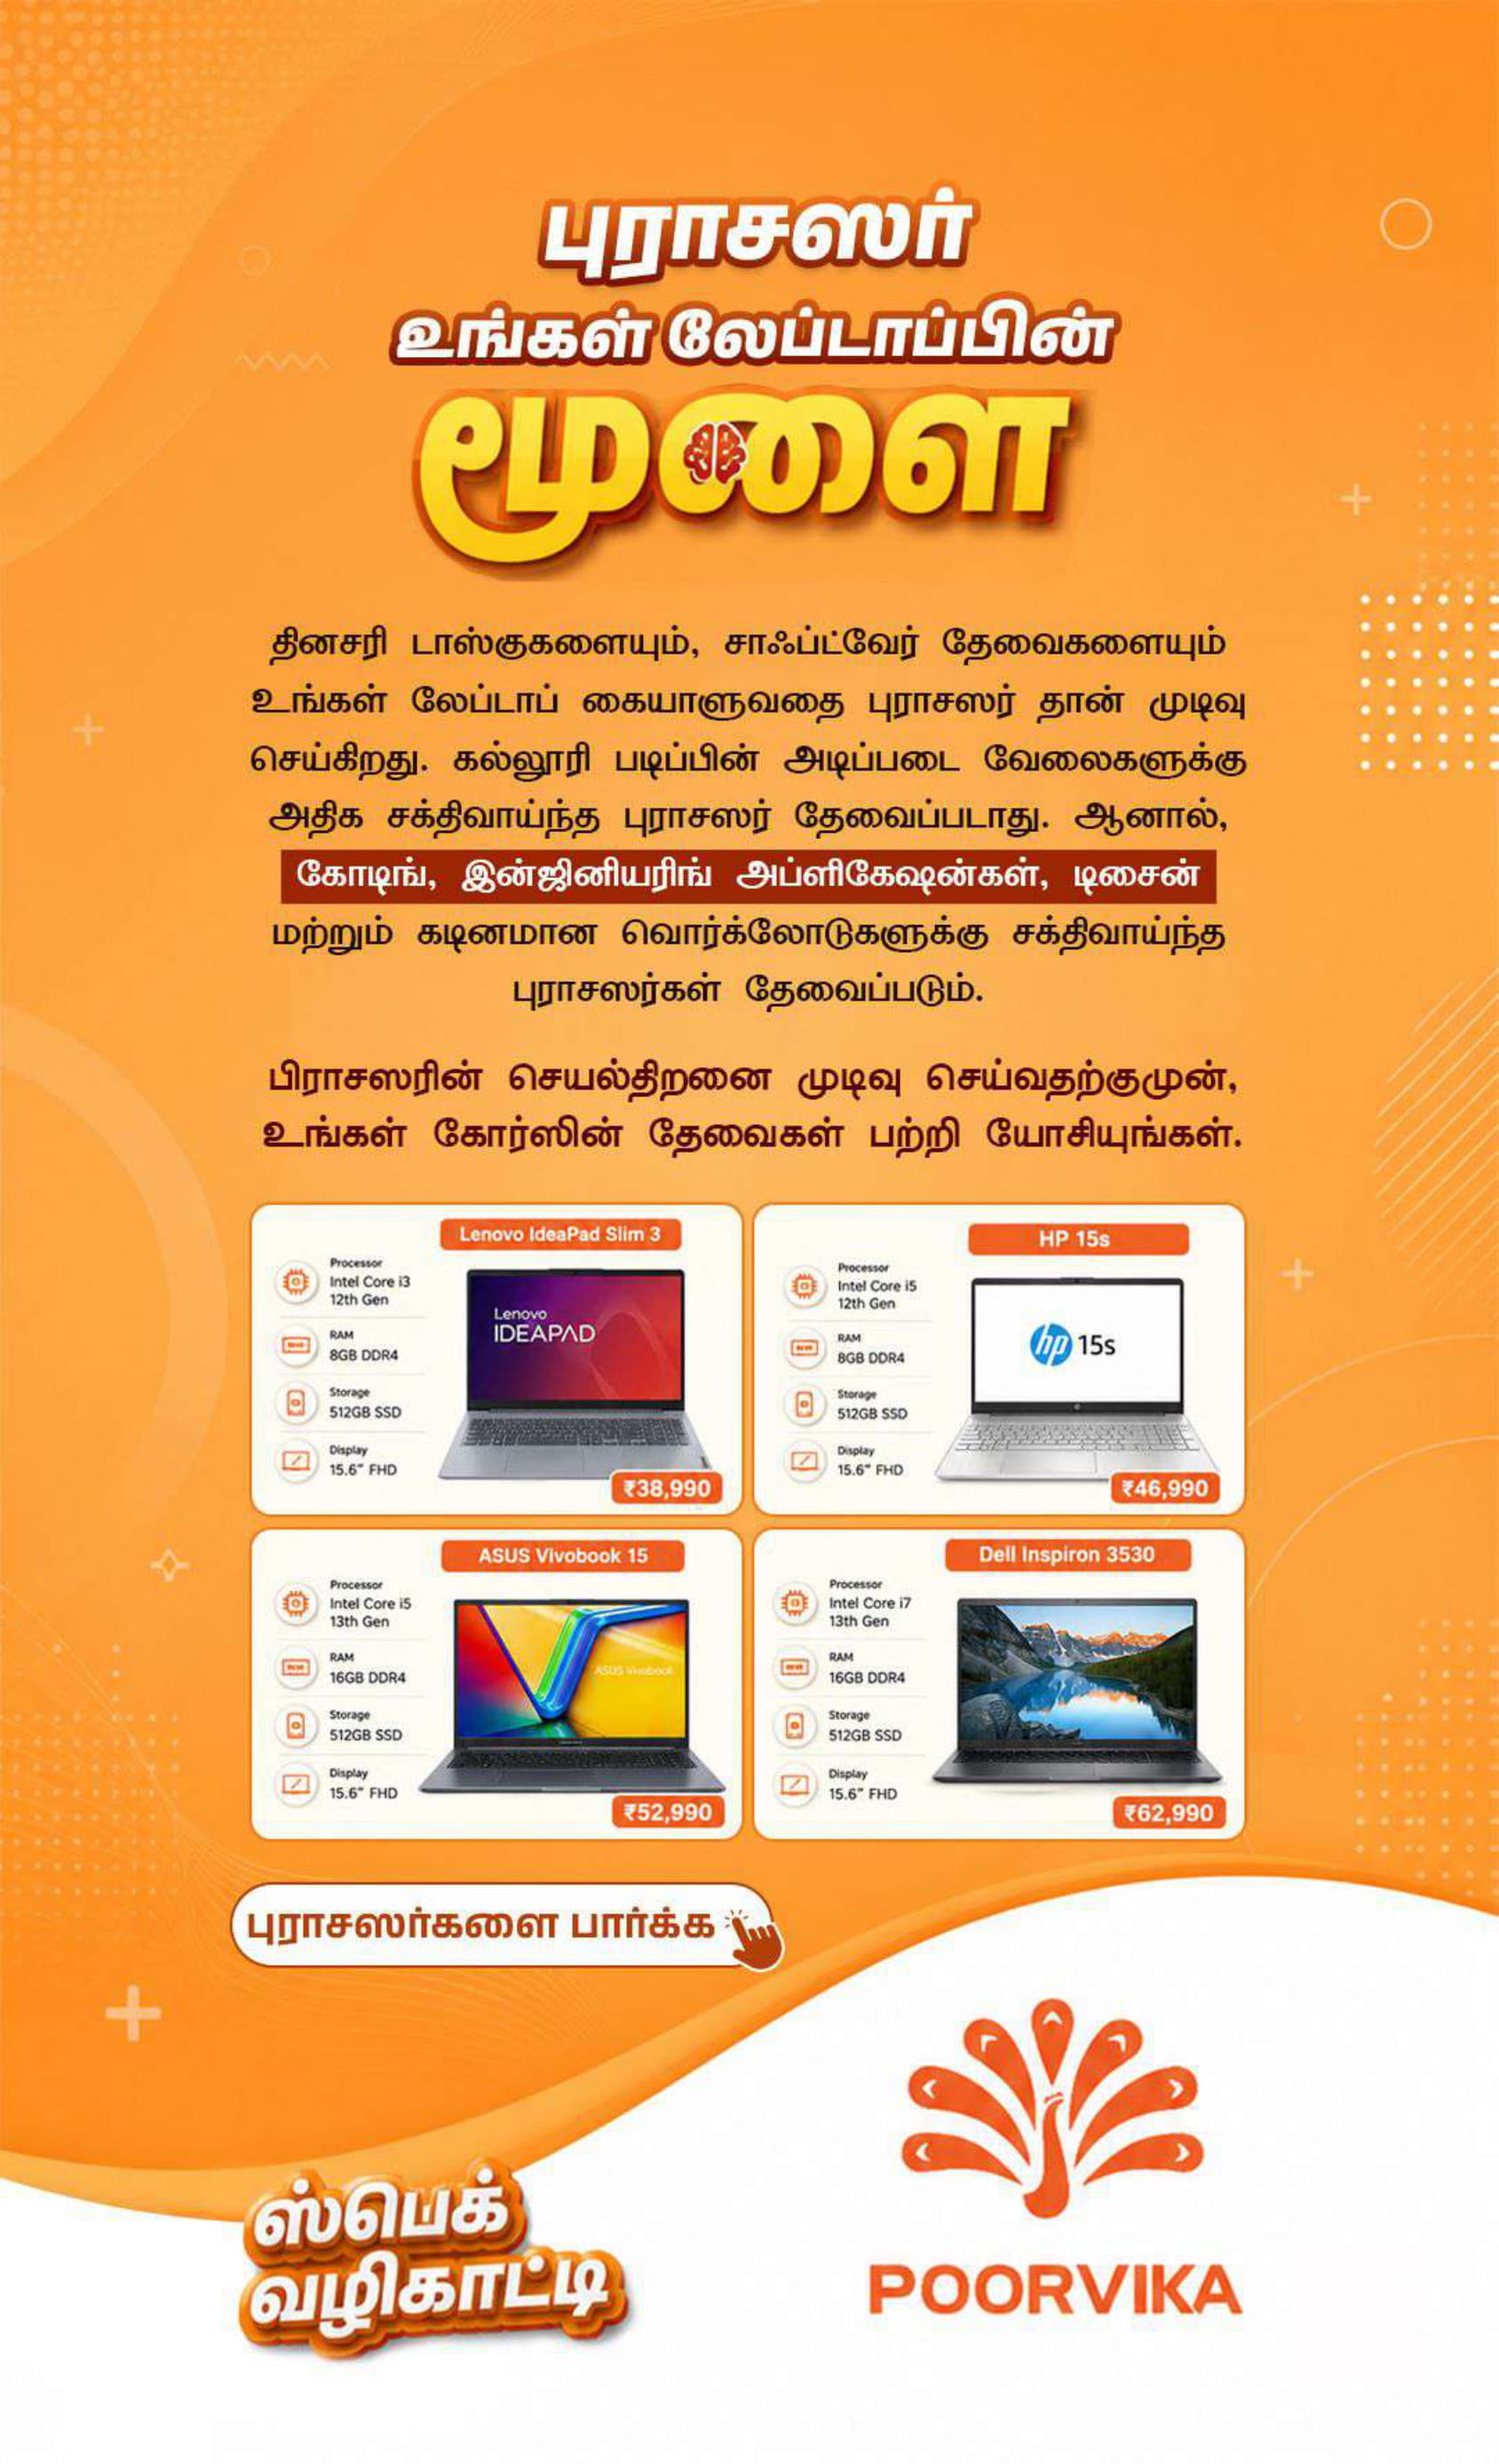 புராசஸர்
உங்கள் லேப்டாப்பின்
மூளை
தினசரி டாஸ்குகளையும், சாஃப்ட்வேர் தேவைகளையும்
உங்கள் லேப்டாப் கையாளுவதை புராசஸர் தான் முடிவு
செய்கிறது. கல்லூரி படிப்பின் அடிப்படை வேலைகளுக்கு
அதிக சக்திவாய்ந்த புராசஸர் தேவைப்படாது. ஆனால்,
கோடிங், இன்ஜினியரிங் அப்ளிகேஷன்கள், டிசைன்
மற்றும் கடினமான வொர்க்லோடுகளுக்கு சக்திவாய்ந்த
புராசஸர்கள் தேவைப்படும்.
பிராசஸரின் செயல்திறனை முடிவு செய்வதற்குமுன்,
உங்கள் கோர்ஸின் தேவைகள் பற்றி யோசியுங்கள்.
Lenovo IdeaPad Slim 3
Processor
Intel Core i3
12th Gen
RAM
8GB DDR4
Storage
512GB SSD
Display
15.6" FHD
Lenovo
IDEAPAD
₹38,990
HP 15s
Processor
Intel Core i5
12th Gen
RAM
8GB DDR4
Storage
512GB SSD
Display
15.6" FHD
hp 15s
₹46,990
ASUS Vivobook 15
Processor
Intel Core i5
13th Gen
RAM
16GB DDR4
Storage
512GB SSD
Display
15.6" FHD
ASUS Vivobook
₹52,990
Dell Inspiron 3530
Processor
Intel Core i7
13th Gen
RAM
16GB DDR4
Storage
512GB SSD
Display
15.6" FHD
₹62,990
புராசஸர்களை பார்க்க
ஸ்பெக்
வழிகாட்டி
POORVIKA